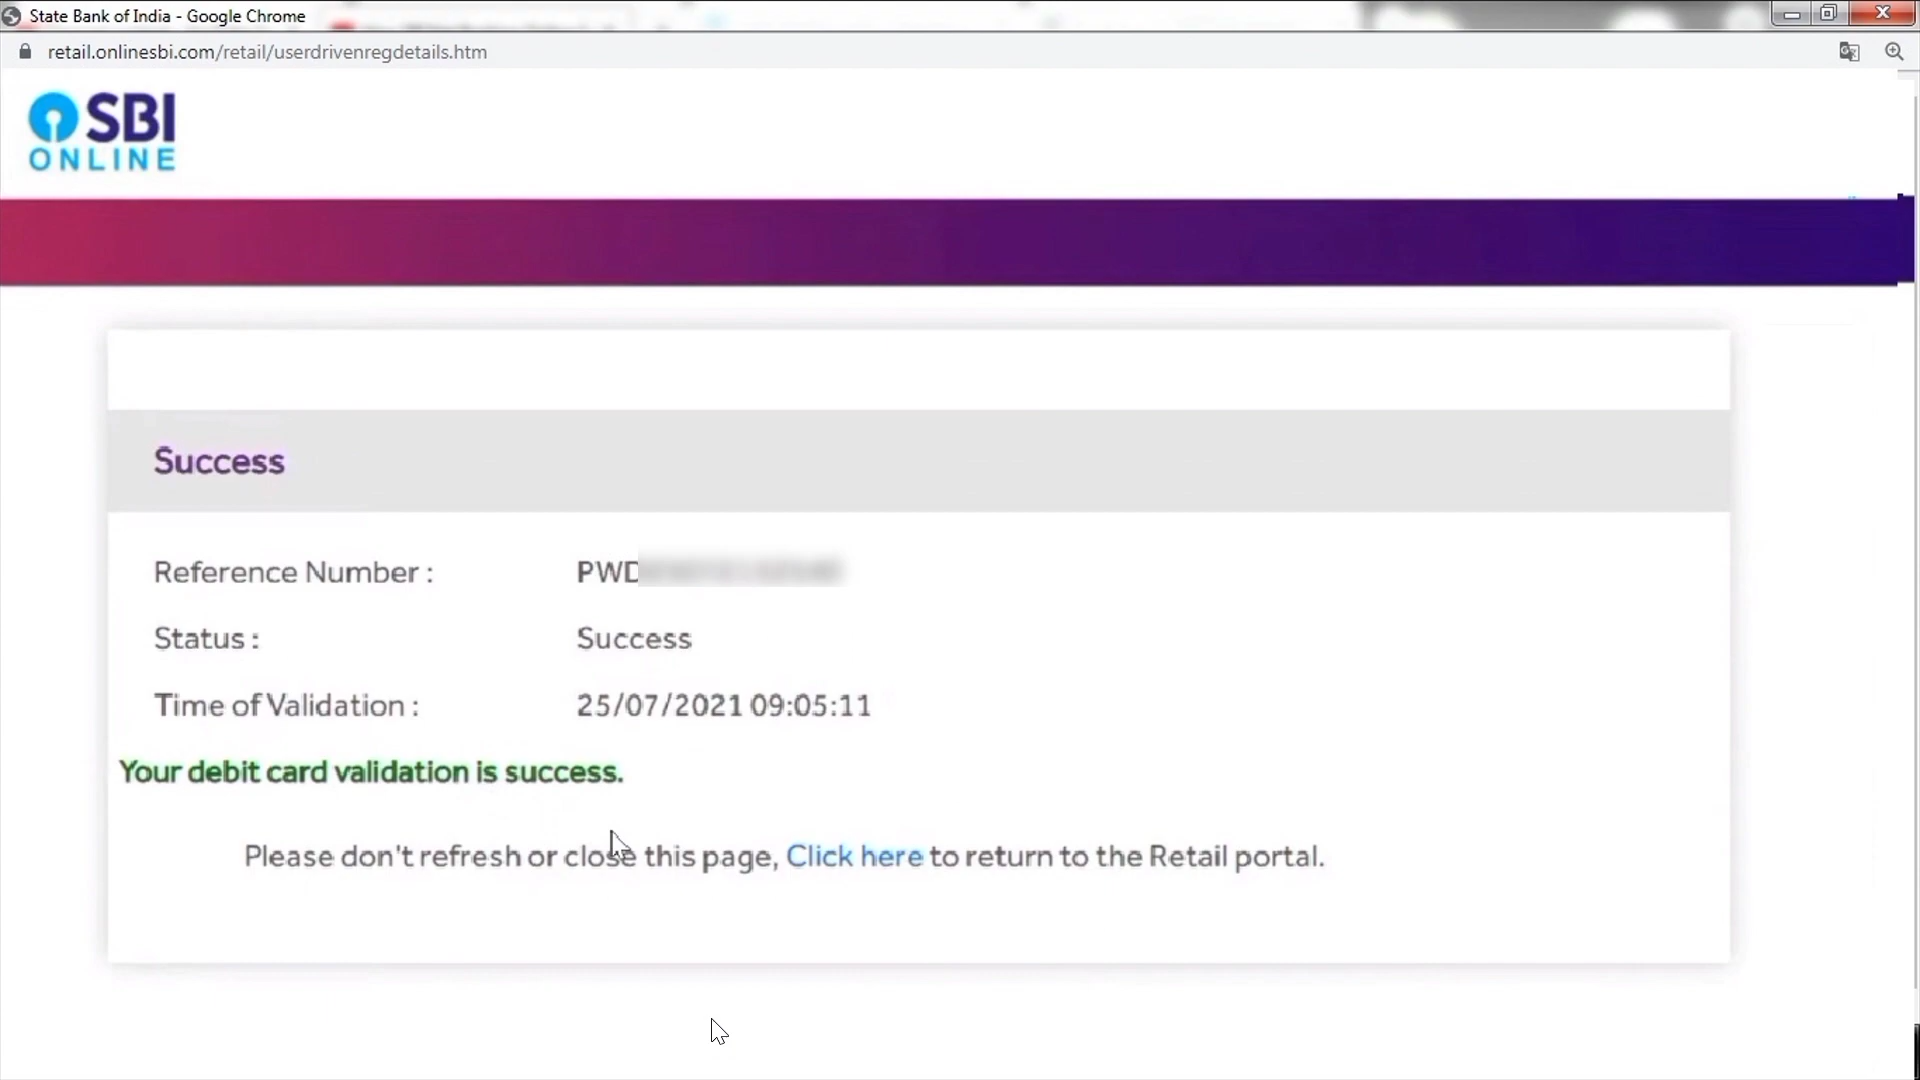 State Bank of India - Google Chrome
retail.onlinesbi.com/retail/userdrivenregdetails.htm
SBI
ONLINE
Success
Reference Number : PWD
Status : Success
Time of Validation : 25/07/2021 09:05:11
Your debit card validation is success.
Please don't refresh or close this page, Click here to return to the Retail portal.